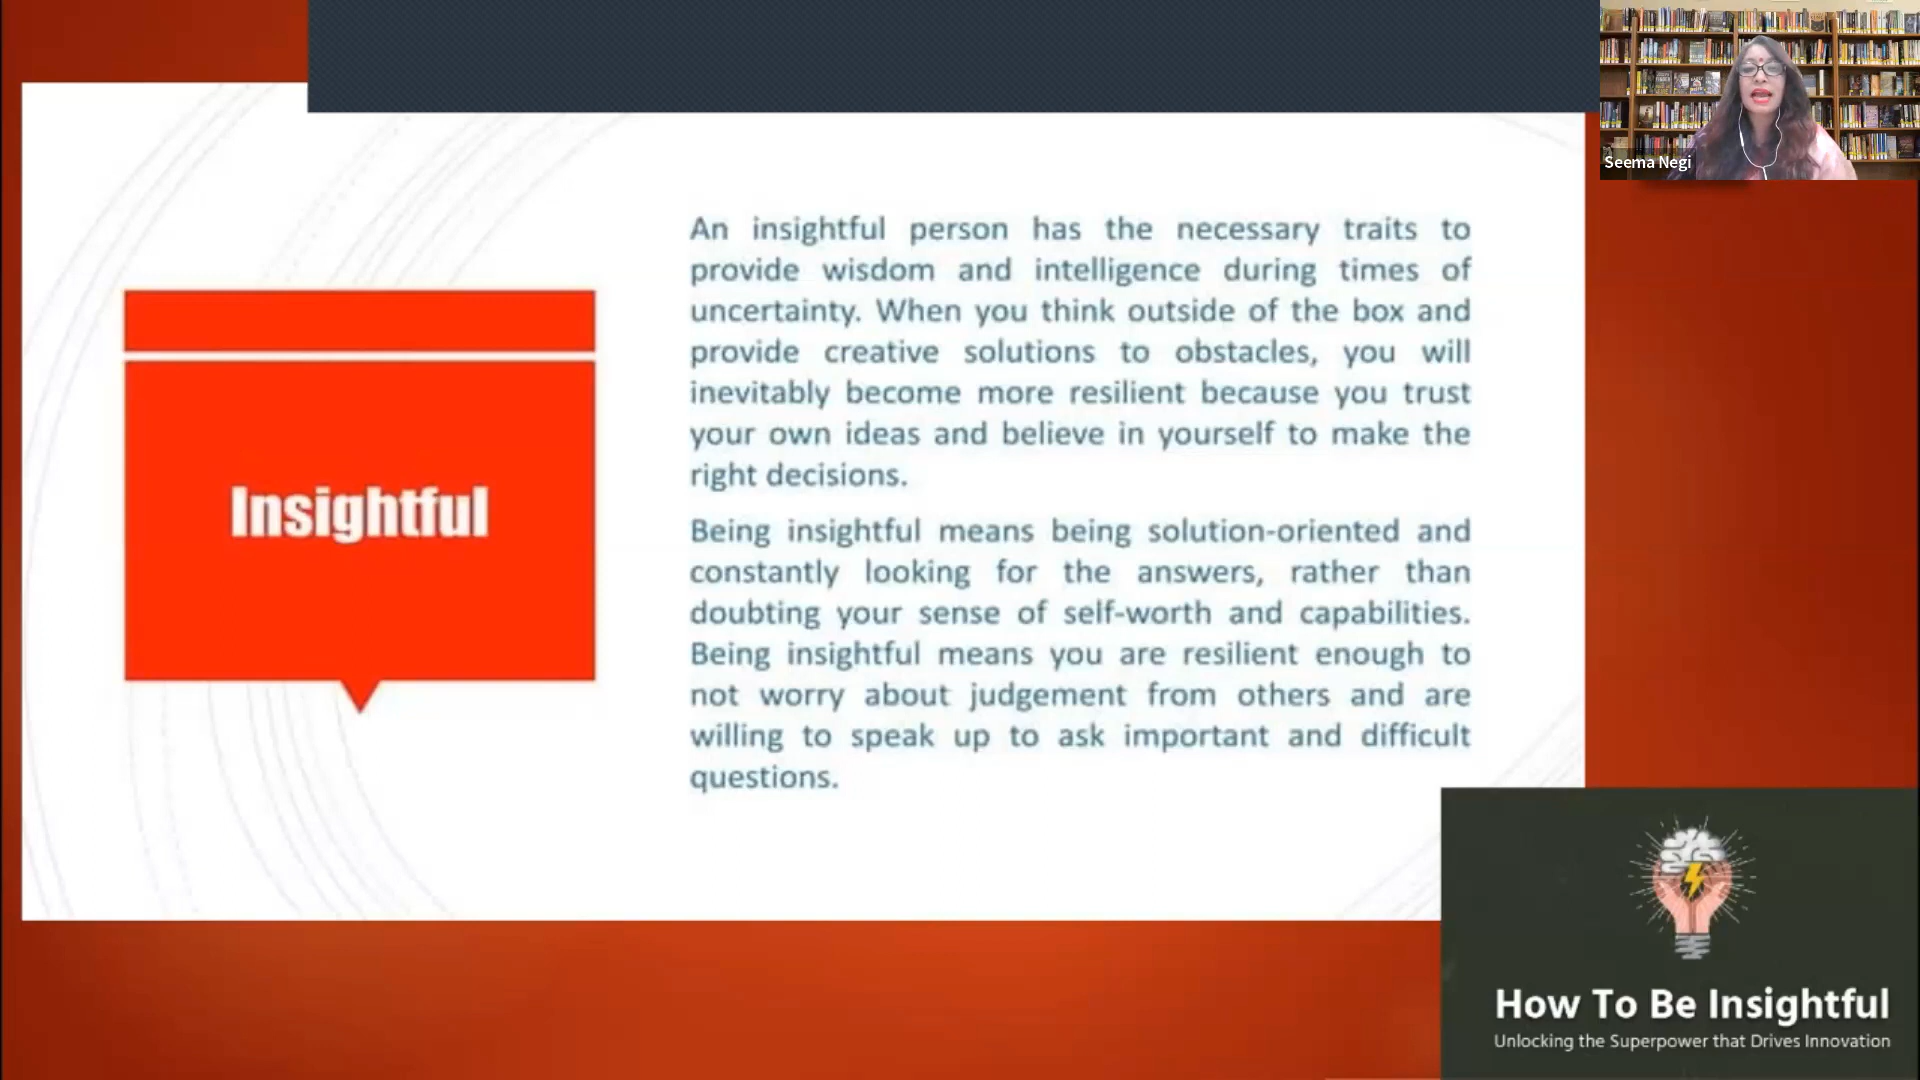 Seema Negi
Insightful
An insightful person has the necessary traits to
provide wisdom and intelligence during times of
uncertainty. When you think outside of the box and
provide creative solutions to obstacles, you will
inevitably become more resilient because you trust
your own ideas and believe in yourself to make the
right decisions.
Being insightful means being solution-oriented and
constantly looking for the answers, rather than
doubting your sense of self-worth and capabilities.
Being insightful means you are resilient enough to
not worry about judgement from others and are
willing to speak up to ask important and difficult
questions.
How To Be Insightful
Unlocking the Superpower that Drives Innovation